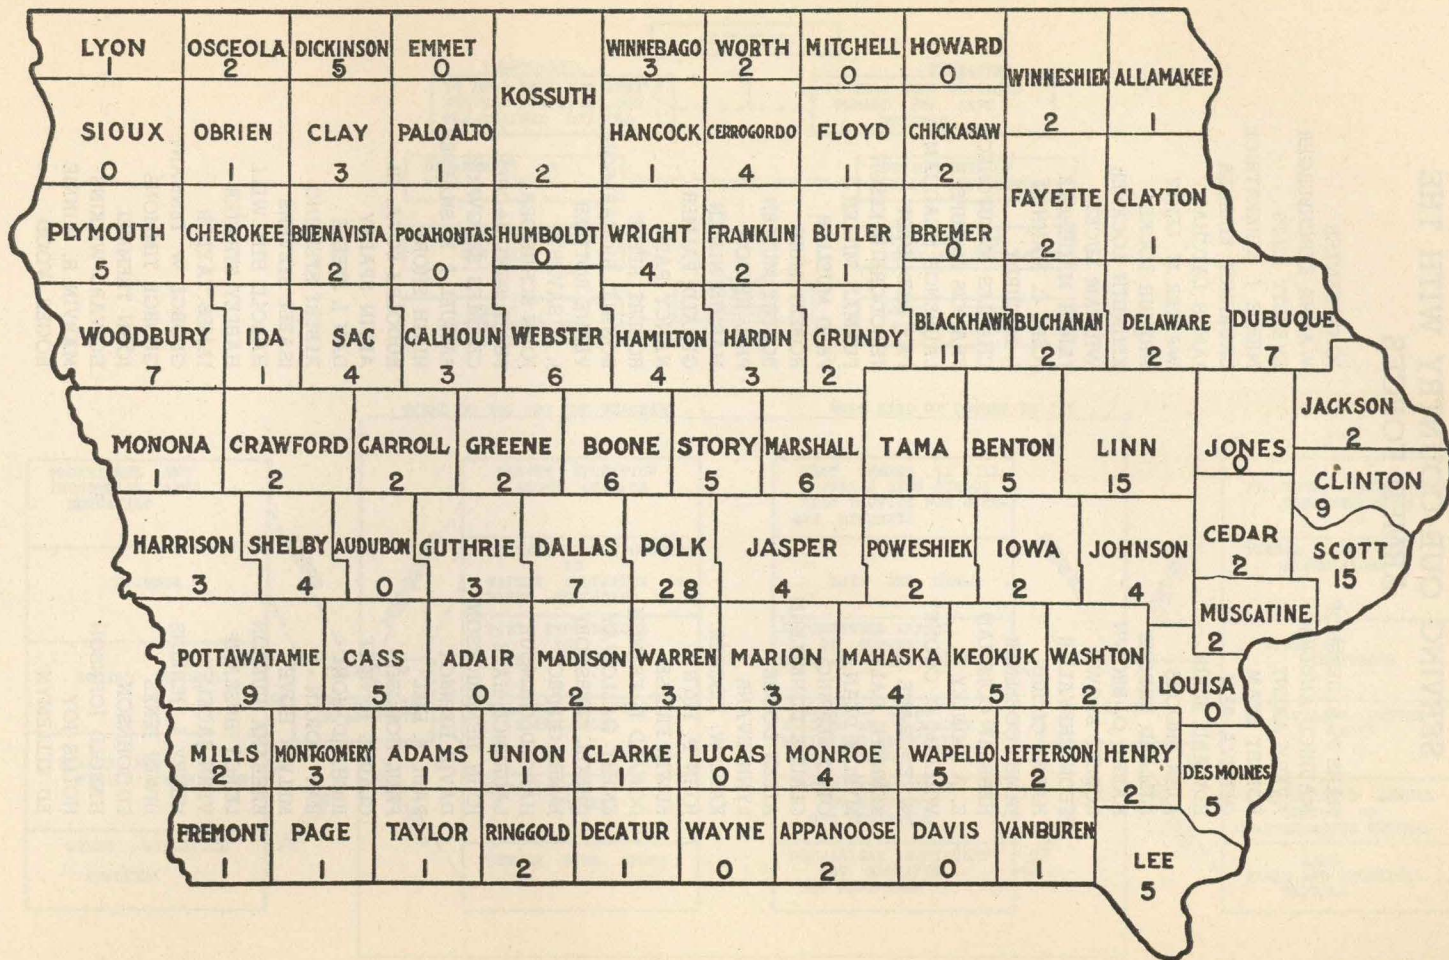 LYON OSCEOLA DICKINSON EMMET WINNEBAGO WORTH MITCHELL HOWARD
1 2 5 0 3 2 0 0
KOSSUTH WINNESHIEK ALLAMAKEE
2 2 1
SIOUX OBRIEN CLAY PALO ALTO HANCOCK CERROGORDO FLOYD CHICKASAW
0 1 3 1 1 4 1 2
FAYETTE CLAYTON
2 1
PLYMOUTH CHEROKEE BUENAVISTA POCAHONTAS HUMBOLDT WRIGHT FRANKLIN BUTLER BREMER
5 1 2 0 0 4 2 1 0
WOODBURY IDA SAC CALHOUN WEBSTER HAMILTON HARDIN GRUNDY BLACKHAWK BUCHANAN DELAWARE DUBUQUE
7 1 4 3 6 4 3 2 11 2 2 7
JACKSON
2
MONONA CRAWFORD CARROLL GREENE BOONE STORY MARSHALL TAMA BENTON LINN JONES
1 2 2 2 6 5 6 1 5 15 0
CLINTON
9
HARRISON SHELBY AUDUBON GUTHRIE DALLAS POLK JASPER POWESHIEK IOWA JOHNSON CEDAR SCOTT
3 4 0 3 7 28 4 2 2 4 2 15
MUSCATINE
2
POTTAWATAMIE CASS ADAIR MADISON WARREN MARION MAHASKA KEOKUK WASH'TON
9 5 0 2 3 3 4 5 2
LOUISA
0
MILLS MONTGOMERY ADAMS UNION CLARKE LUCAS MONROE WAPELLO JEFFERSON HENRY DESMOINES
2 3 1 1 1 0 4 5 2 2 5
FREMONT PAGE TAYLOR RINGGOLD DECATUR WAYNE APPANOOSE DAVIS VANBUREN LEE
1 1 1 2 1 0 2 0 1 5